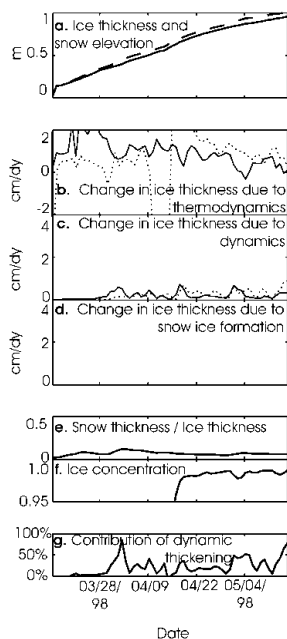 1
a. Ice thickness and
snow elevation
0.5
m
0
2
cm/dy
0
b. Change in ice thickness due to
-2
thermodynamics
c. Change in ice thickness due to
4
dynamics
2
cm/dy
0
d. Change in ice thickness due to
4
snow ice formation
2
cm/dy
0
0.5
e. Snow thickness / Ice thickness
0
1.0
f. Ice concentration
0.95
100%
g. Contribution of dynamic
50%
thickening
0%
03/28/ 04/09 04/22 05/04/
98 98
Date